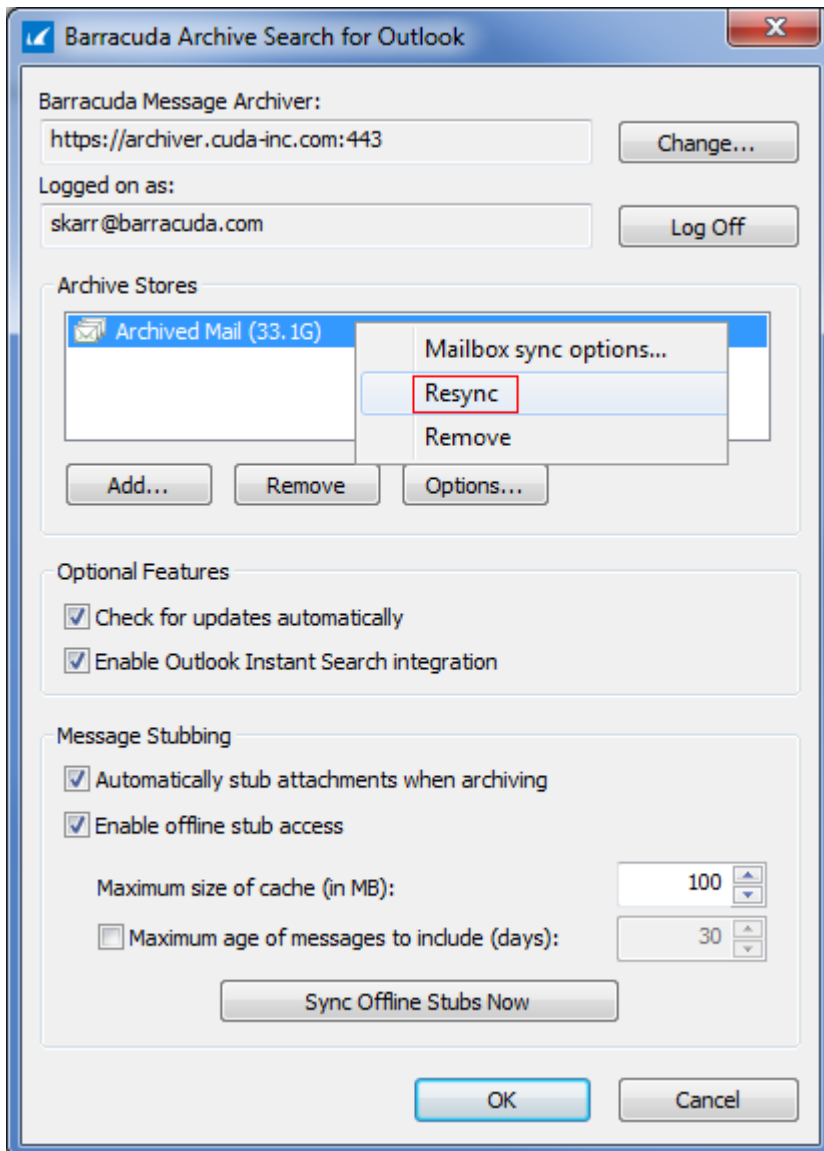 Barracuda Archive Search for Outlook
Barracuda Message Archiver:
https://archiver.cuda-inc.com:443
Change...
Logged on as:
skarr@barracuda.com
Log Off
Archive Stores
Archived Mail (33.1G)
Mailbox sync options...
Resync
Remove
Add...
Remove
Options...
Optional Features
Check for updates automatically
Enable Outlook Instant Search integration
Message Stubbing
Automatically stub attachments when archiving
Enable offline stub access
Maximum size of cache (in MB):
100
Maximum age of messages to include (days):
30
Sync Offline Stubs Now
OK
Cancel